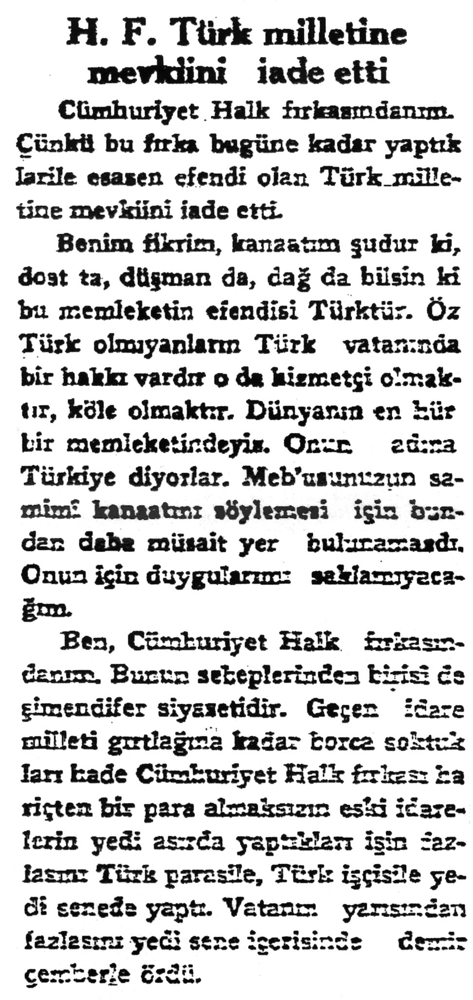 H. F. Türk milletine
mevkiini iade etti
Cümhuriyet Halk fırkasındanım.
Çünkü bu fırka bugüne kadar yaptık
larile esasen efendi olan Türk mille-
tine mevkiini iade etti.
Benim fikrim, kanaatım şudur ki,
dost ta, düşman da, dağ da bilsin ki
bu memleketin efendisi Türktür. Öz
Türk olmıyanların Türk vatanında
bir hakkı vardır o da hizmetçi olmak-
tır, köle olmaktır. Dünyanın en hür
bir memleketindeyiz. Onun adına
Türkiye diyorlar. Meb'usunuzun sa-
mimî kanaatını söylemesi için bun-
dan daha müsait yer bulunamazdı.
Onun için duygularımı saklamıyaca-
ğım.
Ben, Cümhuriyet Halk fırkasın-
danım. Bunun sebeplerinden birisi de
şimendifer siyasetidir. Geçen idare
milleti gırtlağına kadar borca soktuk
ları hade Cümhuriyet Halk fırkası ha
riçten bir para almaksızın eski idare-
lerin yedi asırda yaptıkları işin faz-
lasını Türk parasile, Türk işçisile ye-
di senede yaptı. Vatanın yarısından
fazlasını yedi sene içerisinde demir
çemberle ördü.